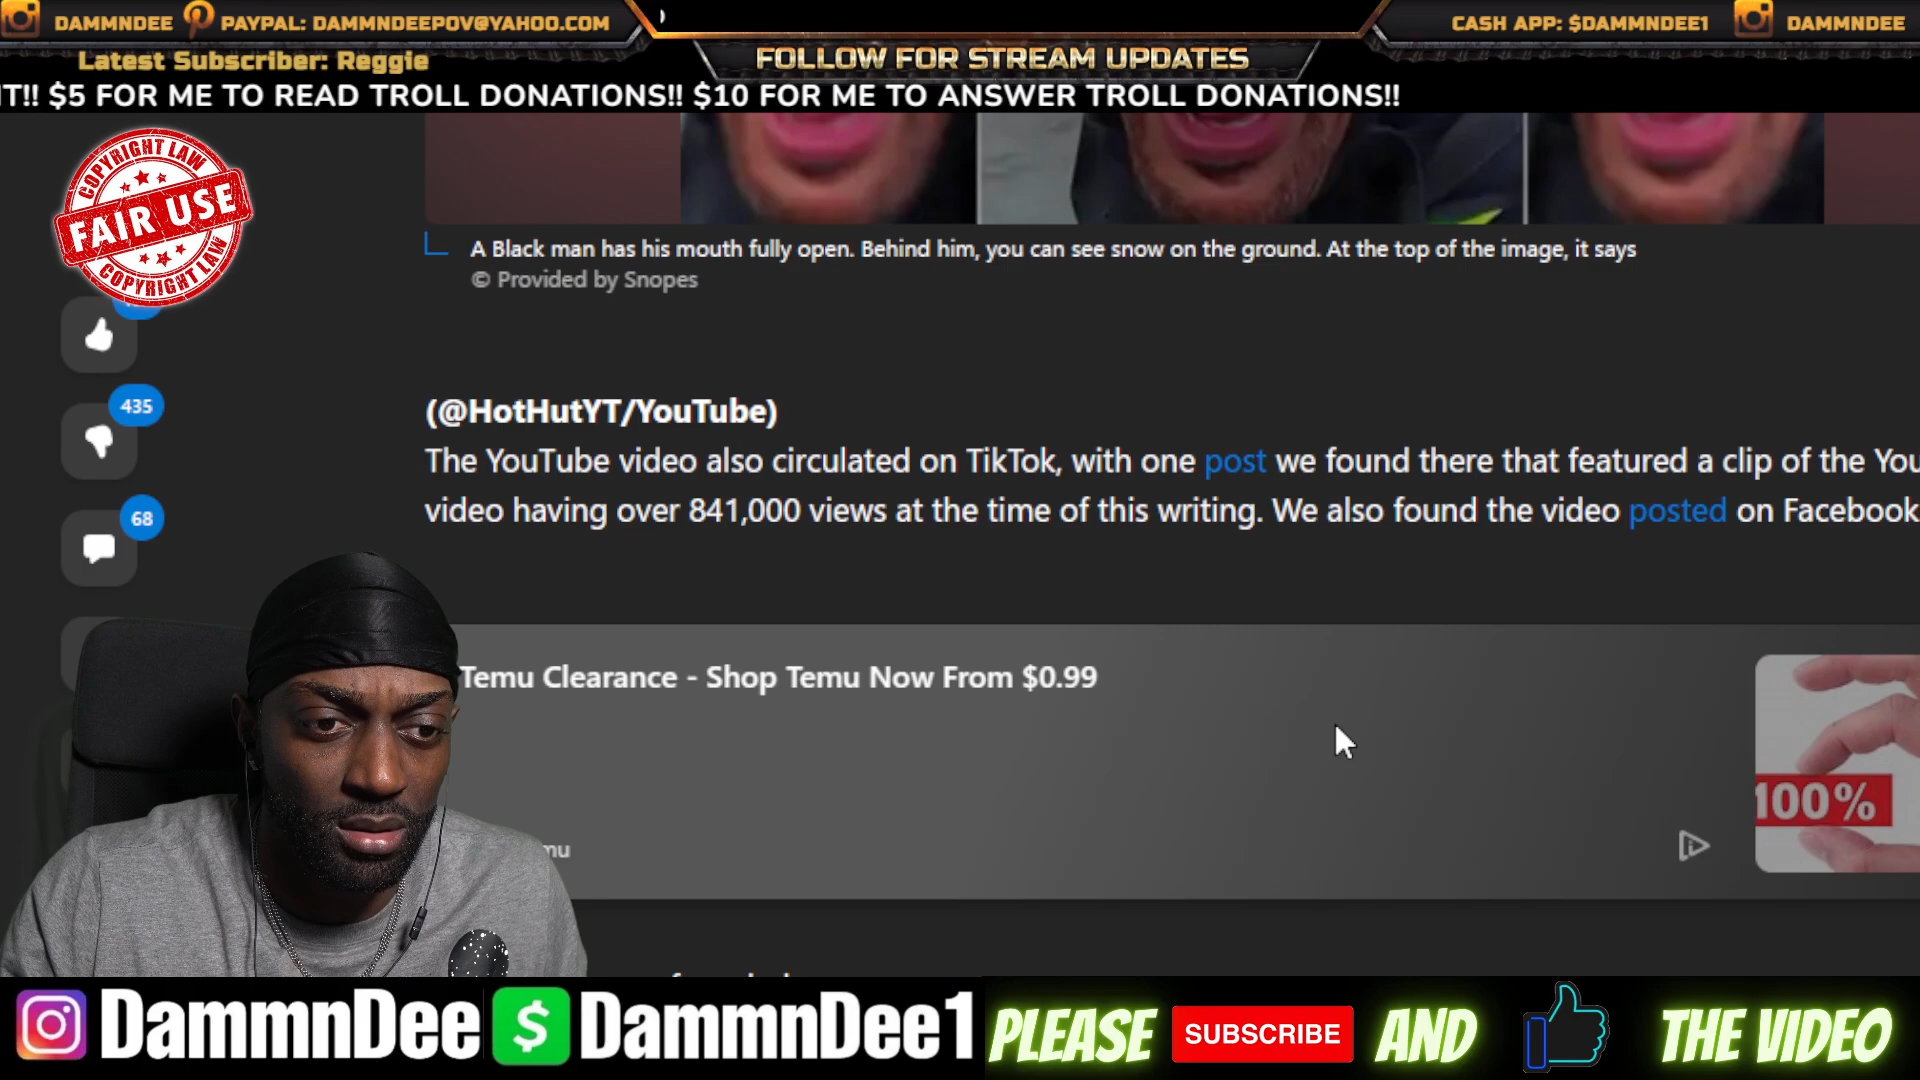 DAMMNDEE
PAYPAL: DAMMNDEEPOV@YAHOO.COM
CASH APP: $DAMMNDEE1
DAMMNDEE
Latest Subscriber: Reggie
FOLLOW FOR STREAM UPDATES
!! $5 FOR ME TO READ TROLL DONATIONS!! $10 FOR ME TO ANSWER TROLL DONATIONS!!
COPYRIGHT LAW
FAIR USE
COPYRIGHT LAW
A Black man has his mouth fully open. Behind him, you can see snow on the ground. At the top of the image, it says
© Provided by Snopes
435
(@HotHutYT/YouTube)
The YouTube video also circulated on TikTok, with one post we found there that featured a clip of the You
video having over 841,000 views at the time of this writing. We also found the video posted on Facebook
68
Temu Clearance - Shop Temu Now From $0.99
100%
mu
DammnDee
$ DammnDee1
PLEASE SUBSCRIBE AND THE VIDEO